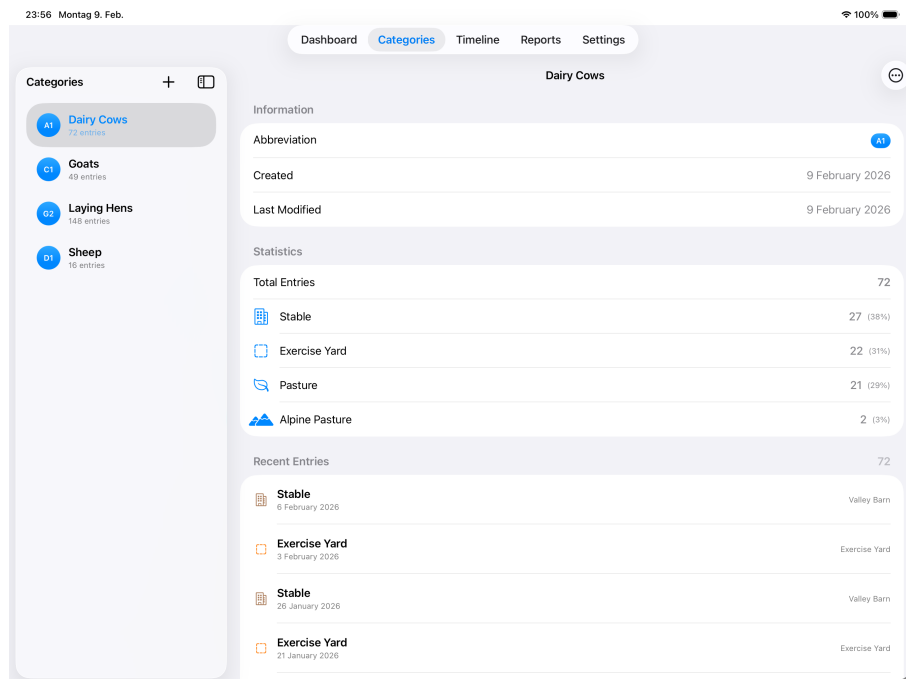 23:56 Montag 9. Feb.
100%
Dashboard Categories Timeline Reports Settings
Categories
A1
Dairy Cows
72 entries
C1
Goats
49 entries
G2
Laying Hens
148 entries
D1
Sheep
16 entries
Dairy Cows
Information
Abbreviation A1
Created 9 February 2026
Last Modified 9 February 2026
Statistics
Total Entries 72
Stable 27 (38%)
Exercise Yard 22 (31%)
Pasture 21 (29%)
Alpine Pasture 2 (3%)
Recent Entries 72
Stable
6 February 2026
Valley Barn
Exercise Yard
3 February 2026
Exercise Yard
Stable
26 January 2026
Valley Barn
Exercise Yard
21 January 2026
Exercise Yard